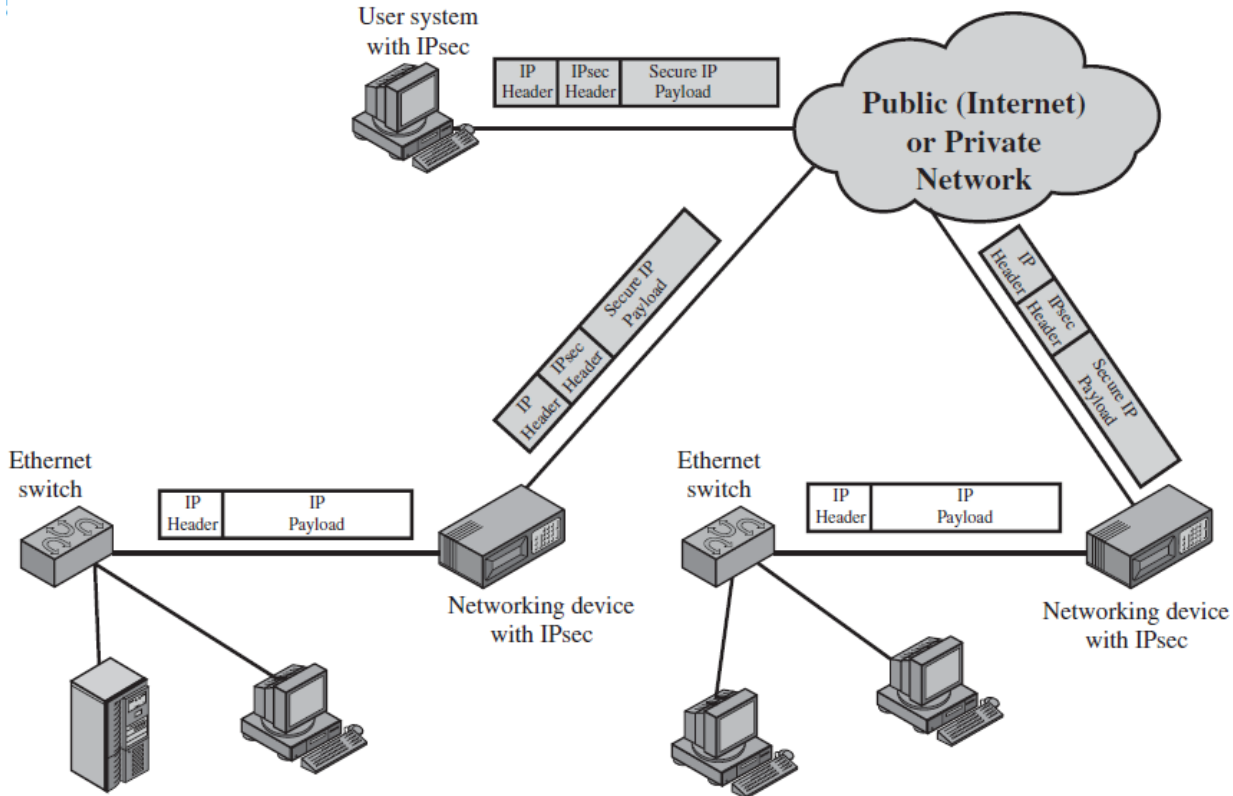 User system
with IPsec
IP
Header
IPsec
Header
Secure IP
Payload
Public (Internet)
or Private
Network
IP
Header
IPsec
Header
Secure IP
Payload
IP
Header
IPsec
Header
Secure IP
Payload
Ethernet
switch
IP
Header
IP
Payload
Networking device
with IPsec
Ethernet
switch
IP
Header
IP
Payload
Networking device
with IPsec